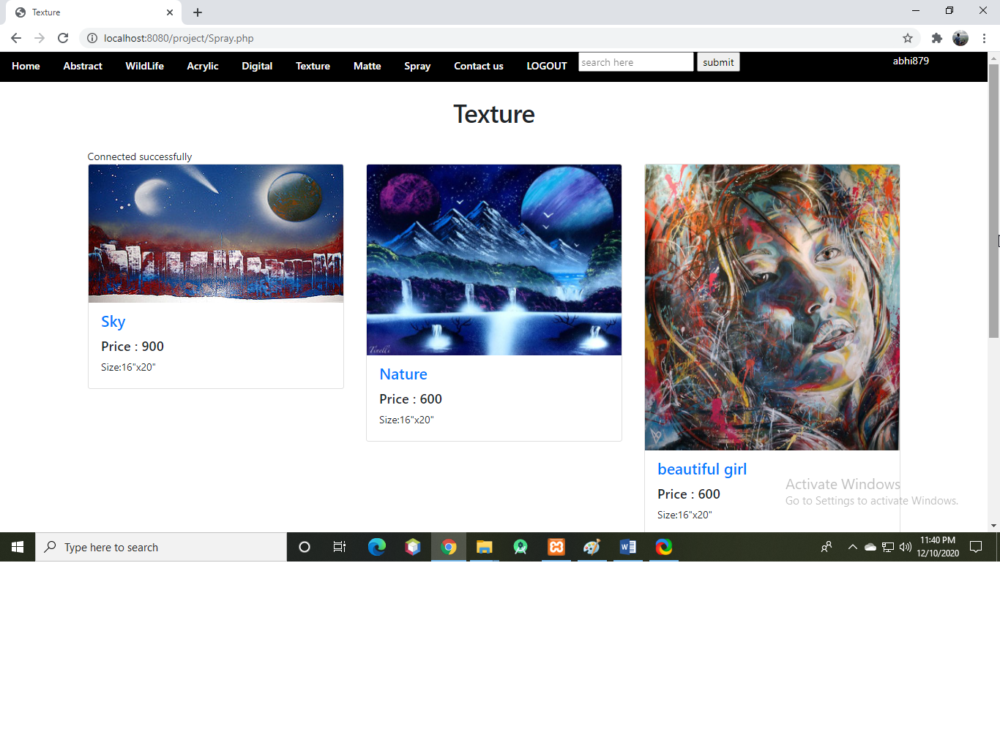 Texture
localhost:8080/project/Spray.php
Home Abstract WildLife Acrylic Digital Texture Matte Spray Contact us LOGOUT search here submit abhi879
Texture
Connected successfully
Sky
Price : 900
Size:16"x20"
Tinelli
Nature
Price : 600
Size:16"x20"
beautiful girl
Price : 600
Size:16"x20"
Activate Windows
Go to Settings to activate Windows.
Type here to search
11:40 PM
12/10/2020